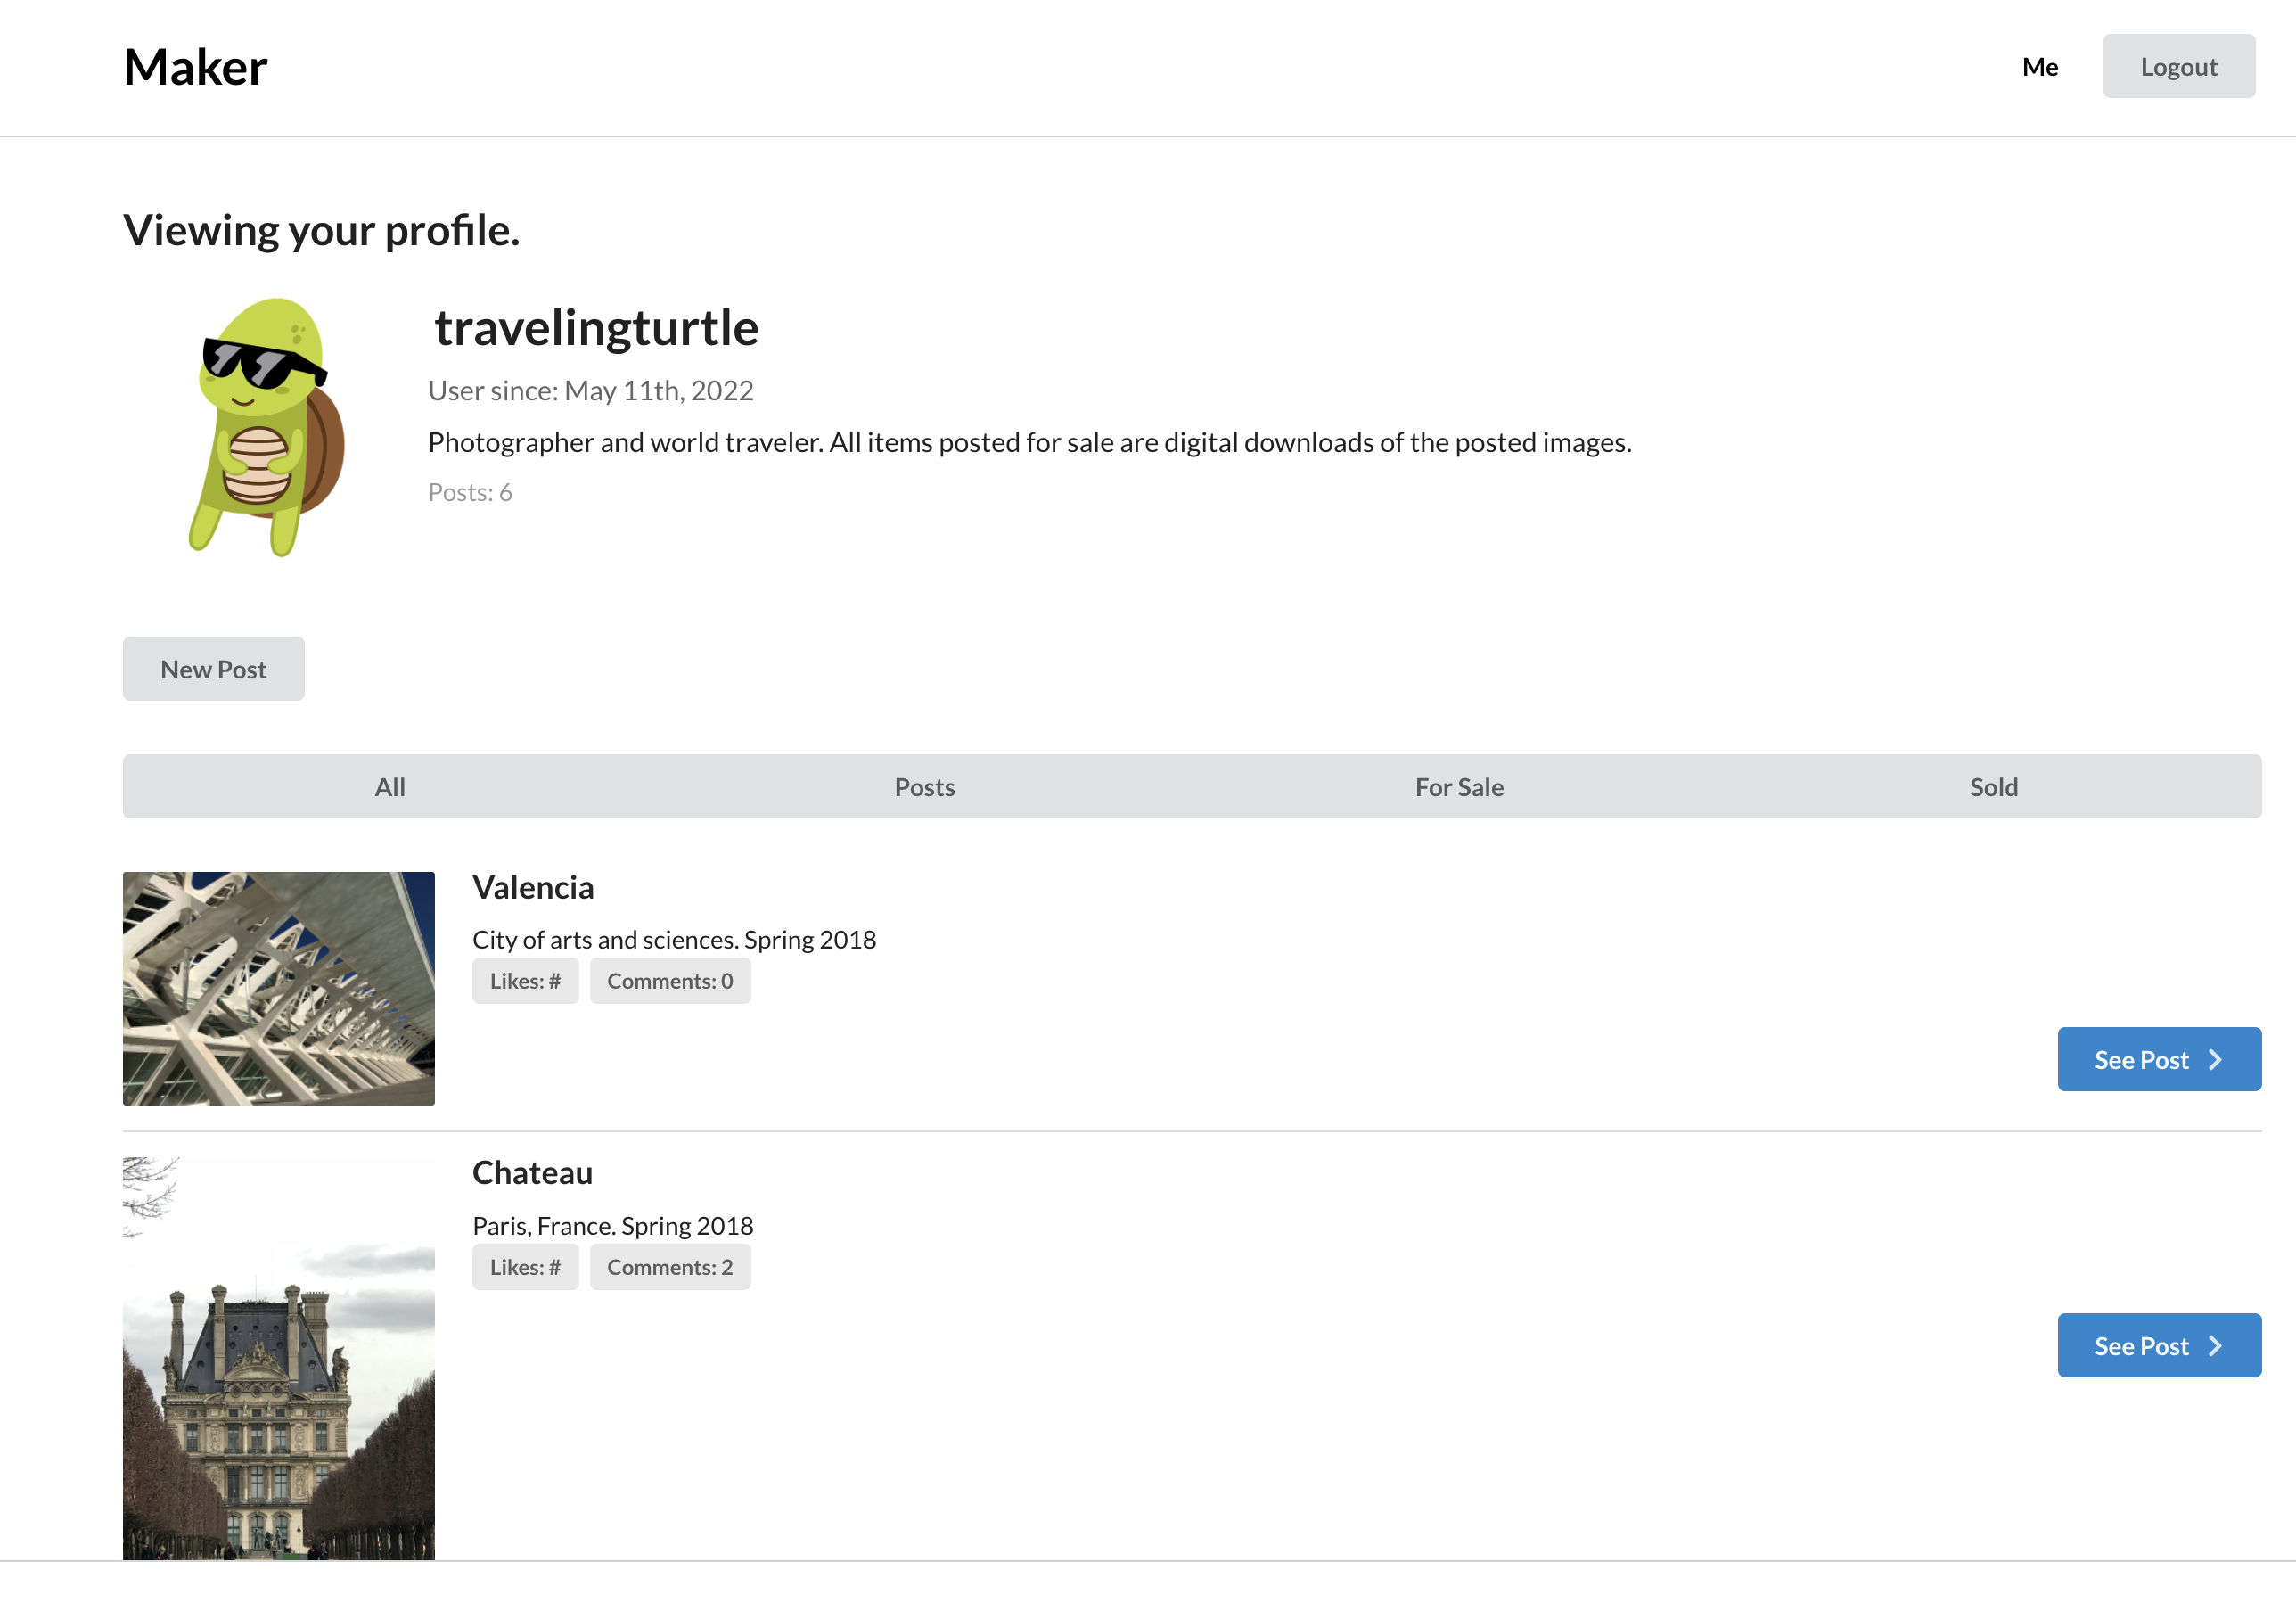 Maker
Me
Logout
Viewing your profile.
travelingturtle
User since: May 11th, 2022
Photographer and world traveler. All items posted for sale are digital downloads of the posted images.
Posts: 6
New Post
All
Posts
For Sale
Sold
Valencia
City of arts and sciences. Spring 2018
Likes: #
Comments: 0
See Post
Chateau
Paris, France. Spring 2018
Likes: #
Comments: 2
See Post